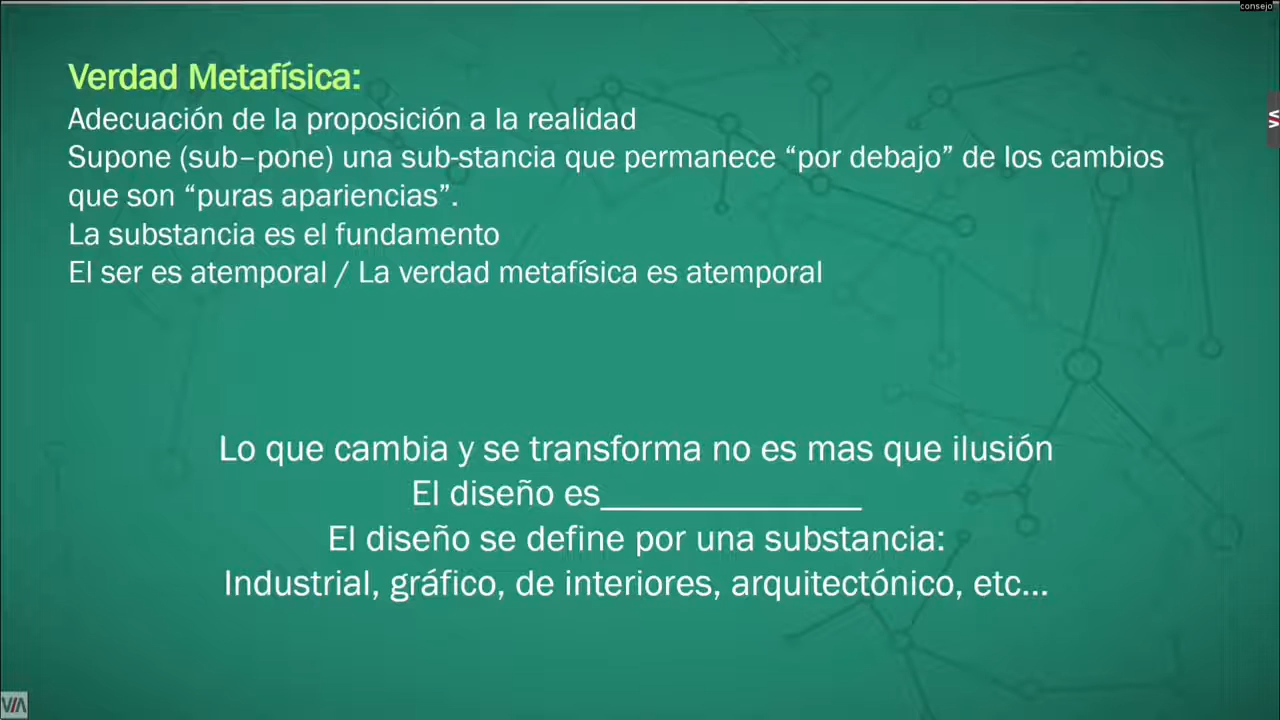 consejo
Verdad Metafísica:
Adecuación de la proposición a la realidad
Supone (sub–pone) una sub-stancia que permanece “por debajo” de los cambios
que son “puras apariencias”.
La substancia es el fundamento
El ser es atemporal / La verdad metafísica es atemporal
Lo que cambia y se transforma no es mas que ilusión
El diseño es______________
El diseño se define por una substancia:
Industrial, gráfico, de interiores, arquitectónico, etc...
VIA